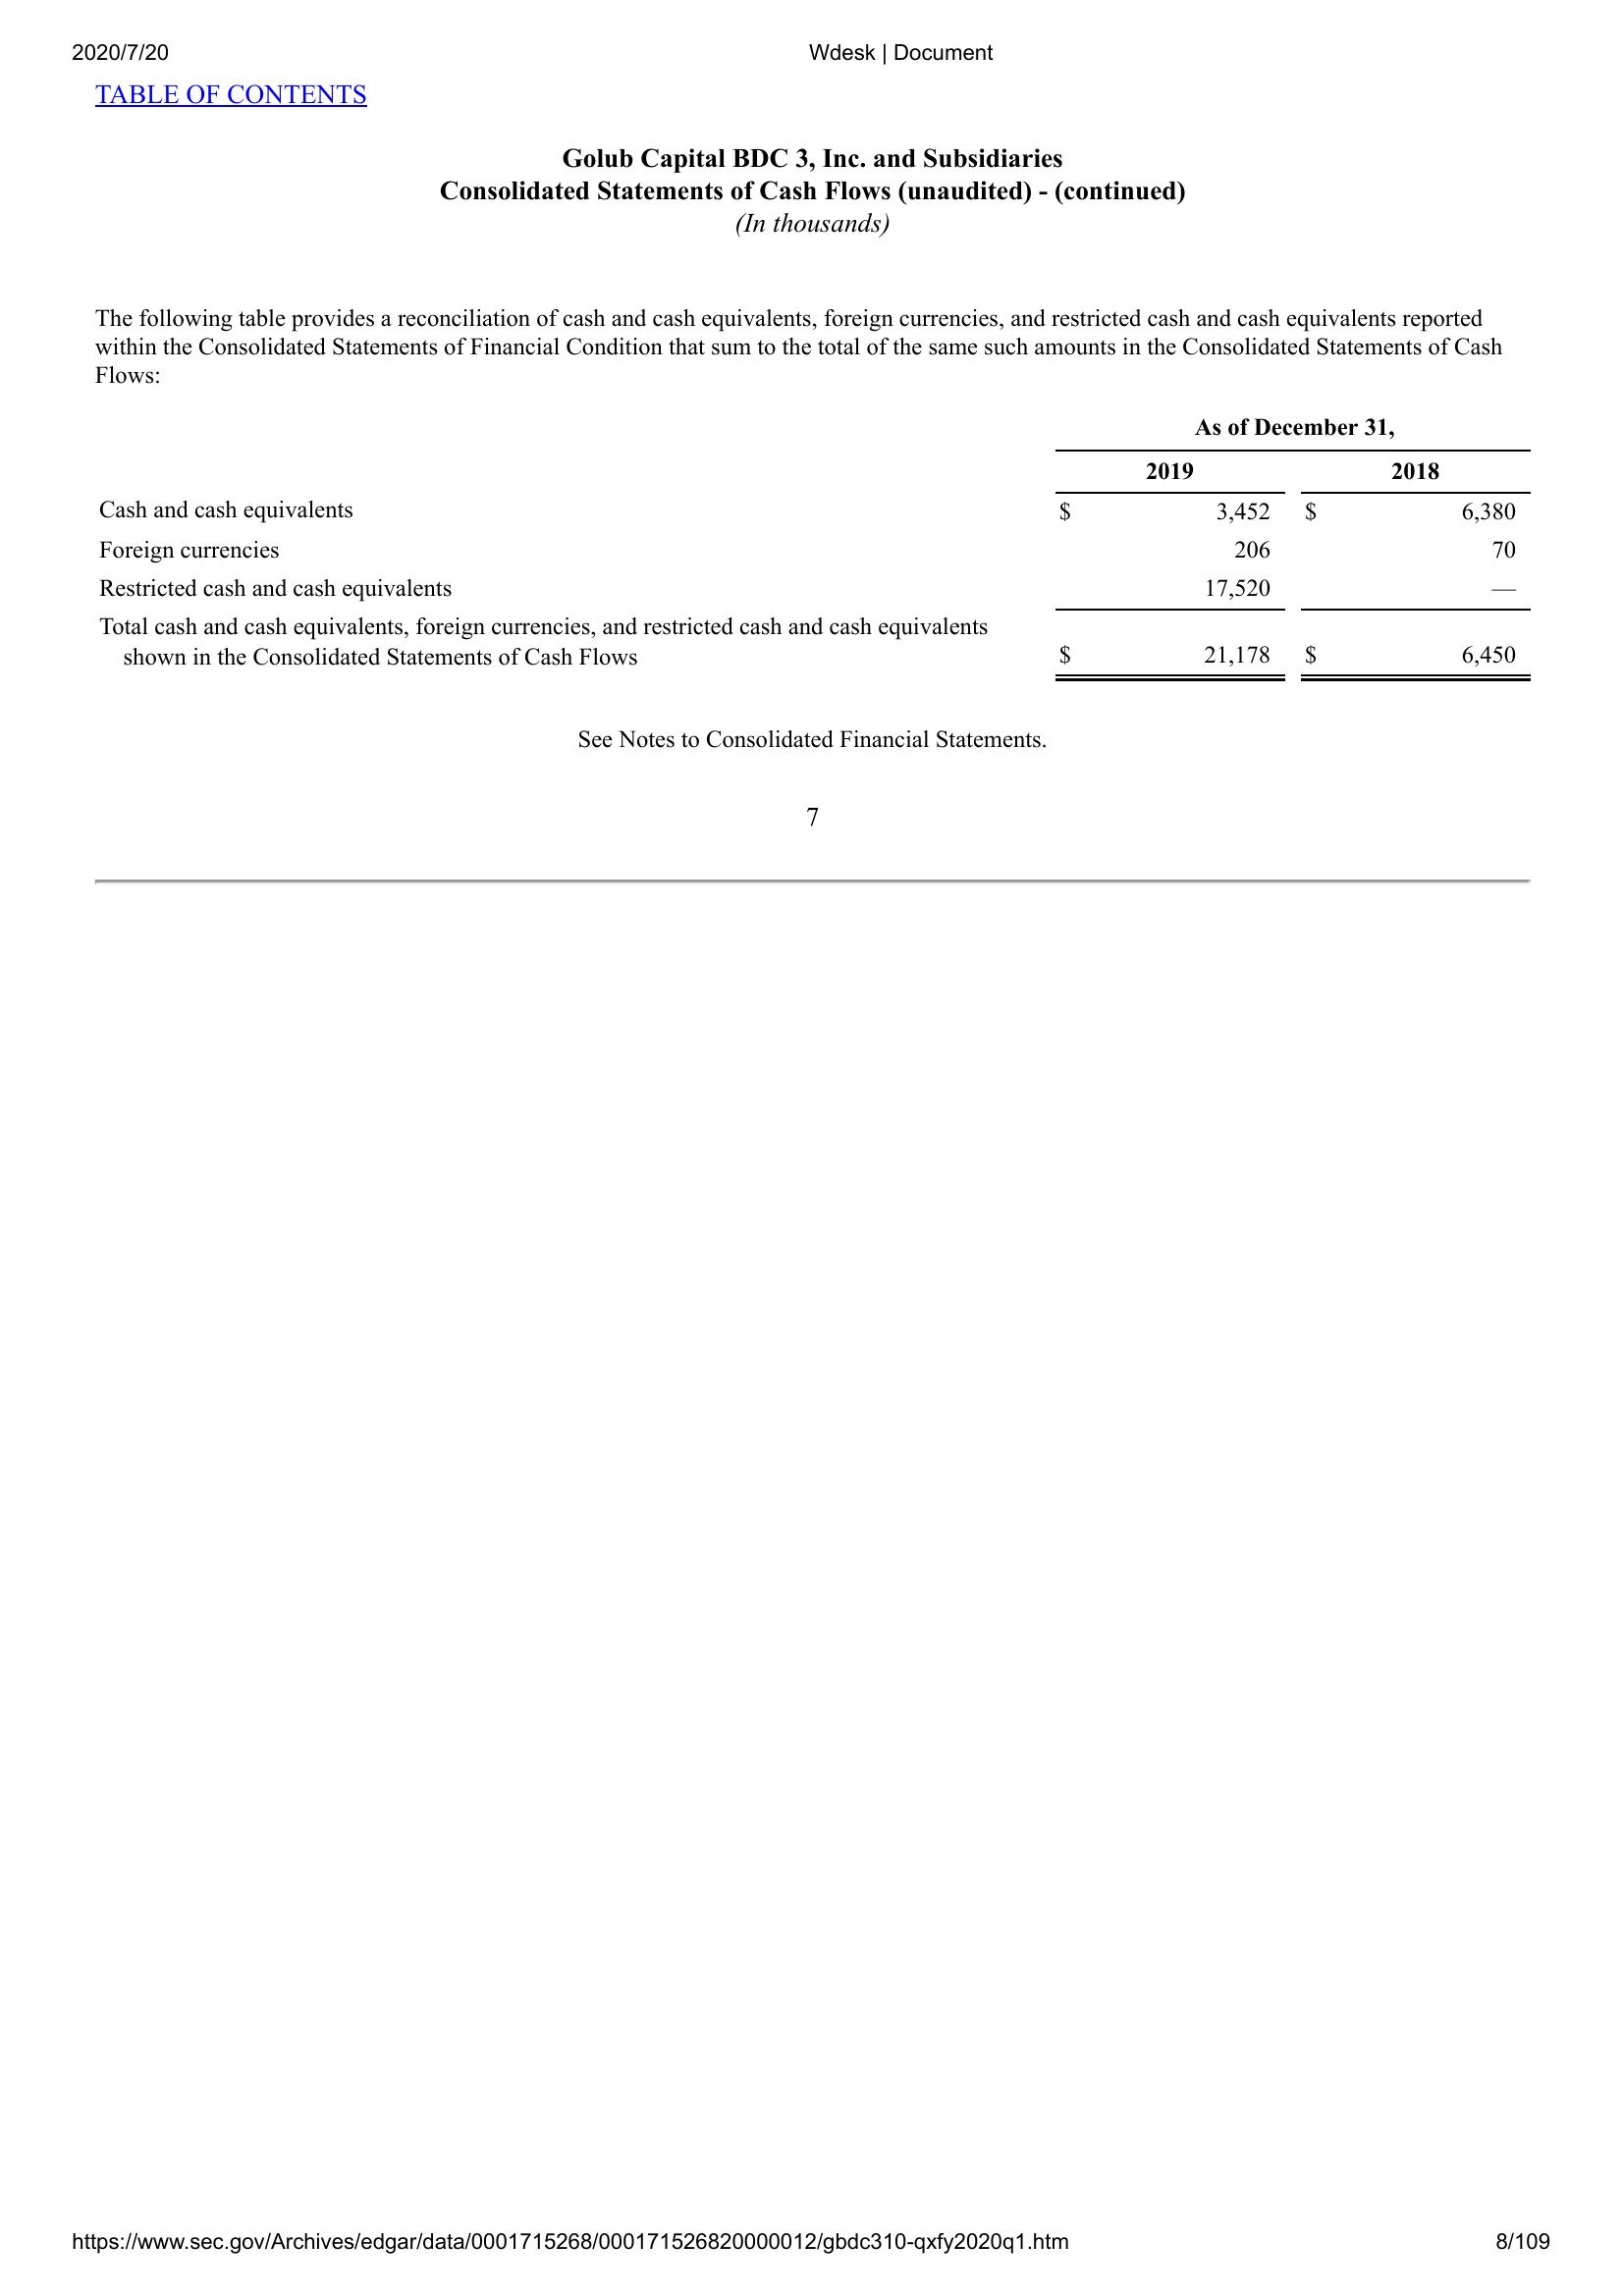 2020/7/20 Wdesk | Document
TABLE OF CONTENTS
Golub Capital BDC 3, Inc. and Subsidiaries
Consolidated Statements of Cash Flows (unaudited) - (continued)
(In thousands)
The following table provides a reconciliation of cash and cash equivalents, foreign currencies, and restricted cash and cash equivalents reported
within the Consolidated Statements of Financial Condition that sum to the total of the same such amounts in the Consolidated Statements of Cash
Flows:
As of December 31,
2019 2018
Cash and cash equivalents $ 3,452 $ 6,380
Foreign currencies 206 70
Restricted cash and cash equivalents 17,520 —
Total cash and cash equivalents, foreign currencies, and restricted cash and cash equivalents
shown in the Consolidated Statements of Cash Flows $ 21,178 $ 6,450
See Notes to Consolidated Financial Statements.
7
https://www.sec.gov/Archives/edgar/data/0001715268/000171526820000012/gbdc310-qxfy2020q1.htm 8/109